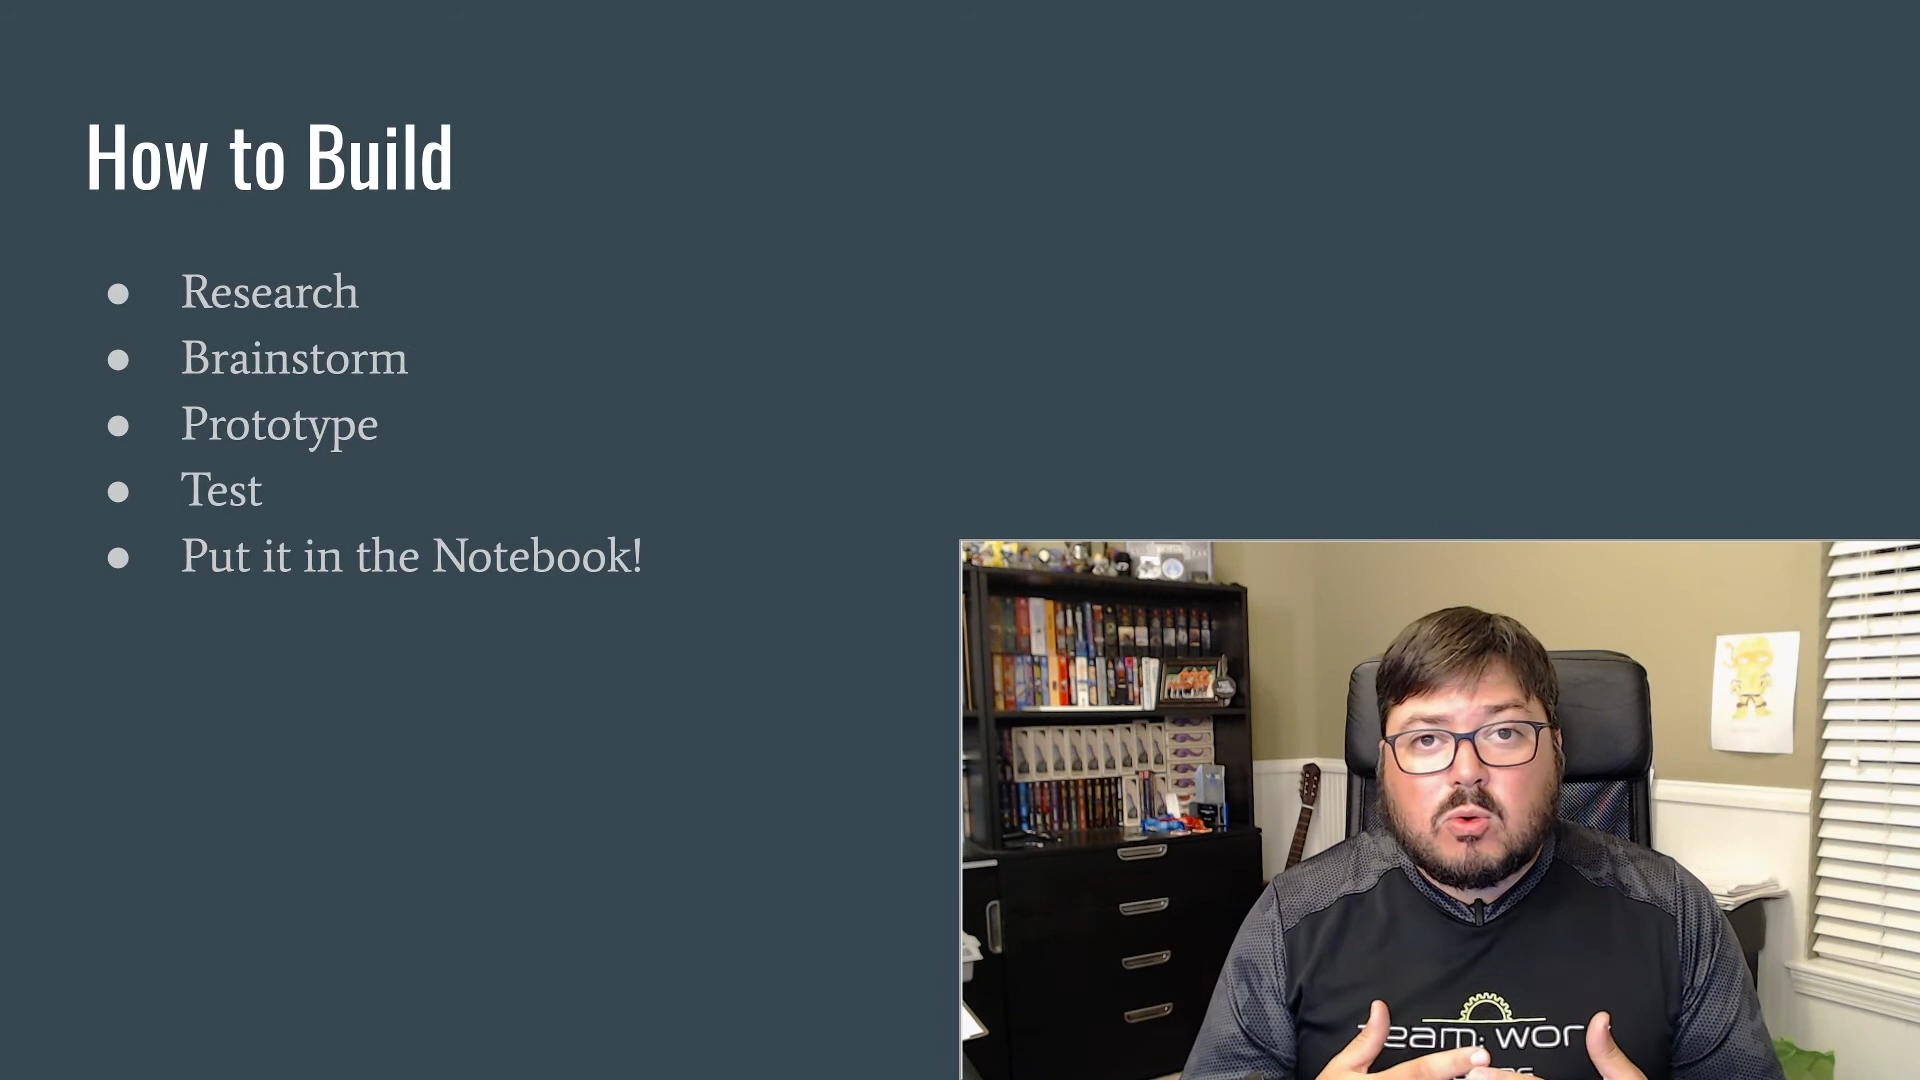 How to Build
● Research
● Brainstorm
● Prototype
● Test
● Put it in the Notebook!